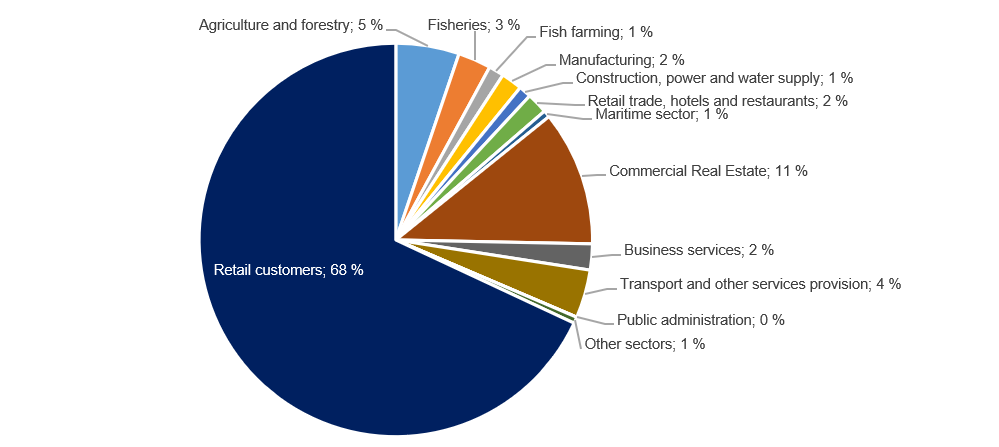 Agriculture and forestry; 5 %
Fisheries; 3 %
Fish farming; 1 %
Manufacturing; 2 %
Construction, power and water supply; 1 %
Retail trade, hotels and restaurants; 2 %
Maritime sector; 1 %
Commercial Real Estate; 11 %
Business services; 2 %
Transport and other services provision; 4 %
Public administration; 0 %
Other sectors; 1 %
Retail customers; 68 %